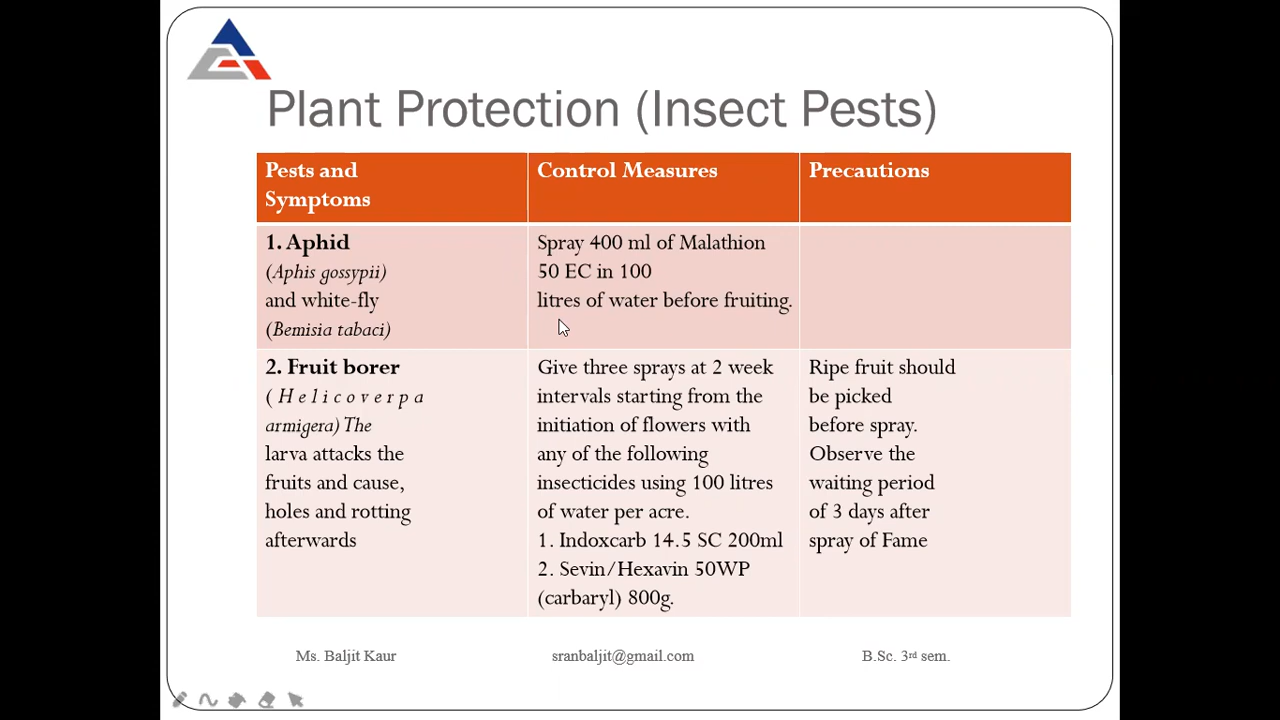 Plant Protection (Insect Pests)
Pests and
Symptoms
Control Measures
Precautions
1. Aphid
(Aphis gossypii)
and white-fly
(Bemisia tabaci)
Spray 400 ml of Malathion
50 EC in 100
litres of water before fruiting.
2. Fruit borer
( H e l i c o v e r p a
armigera) The
larva attacks the
fruits and cause,
holes and rotting
afterwards
Give three sprays at 2 week
intervals starting from the
initiation of flowers with
any of the following
insecticides using 100 litres
of water per acre.
1. Indoxcarb 14.5 SC 200ml
2. Sevin/Hexavin 50WP
(carbaryl) 800g.
Ripe fruit should
be picked
before spray.
Observe the
waiting period
of 3 days after
spray of Fame
Ms. Baljit Kaur
sranbaljit@gmail.com
B.Sc. 3rd sem.